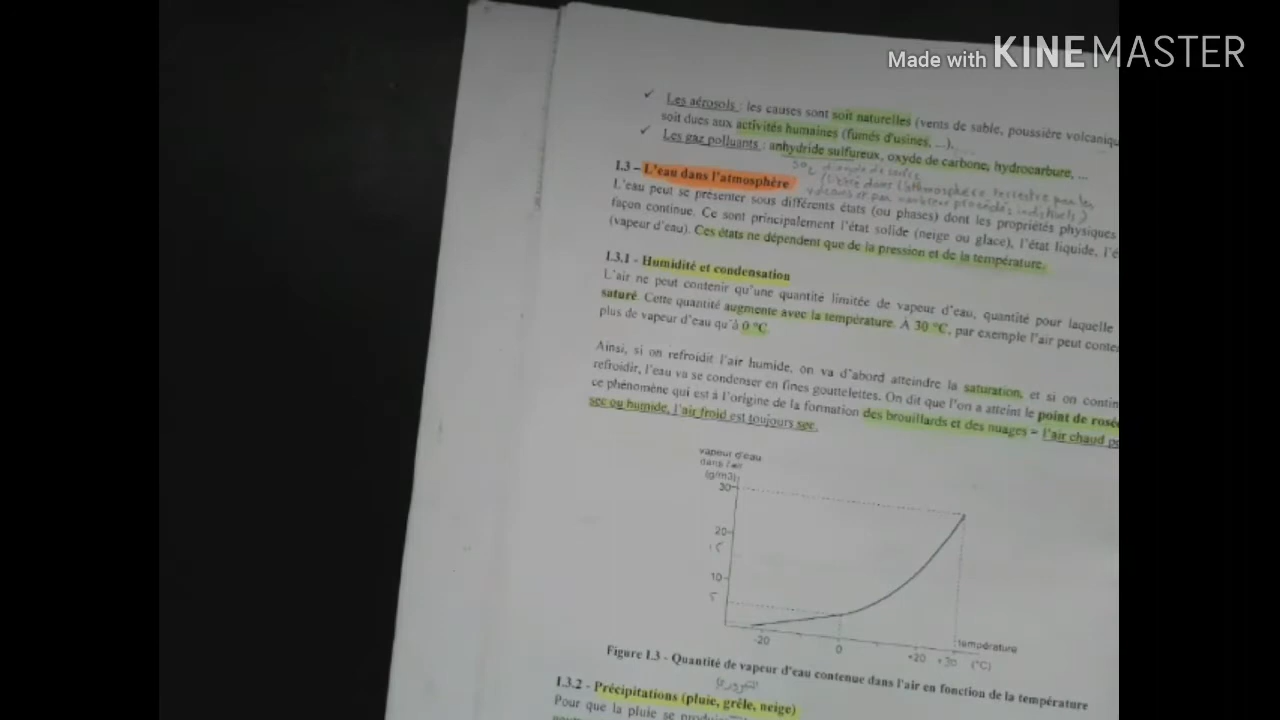 Made with KINEMASTER
✓ Les aérosols : les causes sont soit naturelles (vents de sable, poussière volcaniqu
soit dues aux activités humaines (fumés d'usines, ...).
✓ Les gaz polluants : anhydride sulfureux, oxyde de carbone, hydrocarbure, ...
SO2
I.3 – L'eau dans l'atmosphère
L'eau peut se présenter sous différents états (ou phases) dont les propriétés physiques
façon continue. Ce sont principalement l'état solide (neige ou glace), l'état liquide, l'é
(vapeur d'eau). Ces états ne dépendent que de la pression et de la température.
I.3.1 - Humidité et condensation
L'air ne peut contenir qu'une quantité limitée de vapeur d'eau, quantité pour laquelle
saturé. Cette quantité augmente avec la température. A 30 °C, par exemple l'air peut conte
plus de vapeur d'eau qu'à 0 °C.
Ainsi, si on refroidit l'air humide, on va d'abord atteindre la saturation, et si on contin
refroidir, l'eau va se condenser en fines gouttelettes. On dit que l'on a atteint le point de rosé
ce phénomène qui est à l'origine de la formation des brouillards et des nuages = l'air chaud p
sec ou humide, l'air froid est toujours sec.
vapeur d'eau
dans l'air
(g/m3)
30
20
10
-20 0 +20 +30 (°C)
température
Figure I.3 - Quantité de vapeur d'eau contenue dans l'air en fonction de la température
I.3.2 - Précipitations (pluie, grêle, neige)
Pour que la pluie se